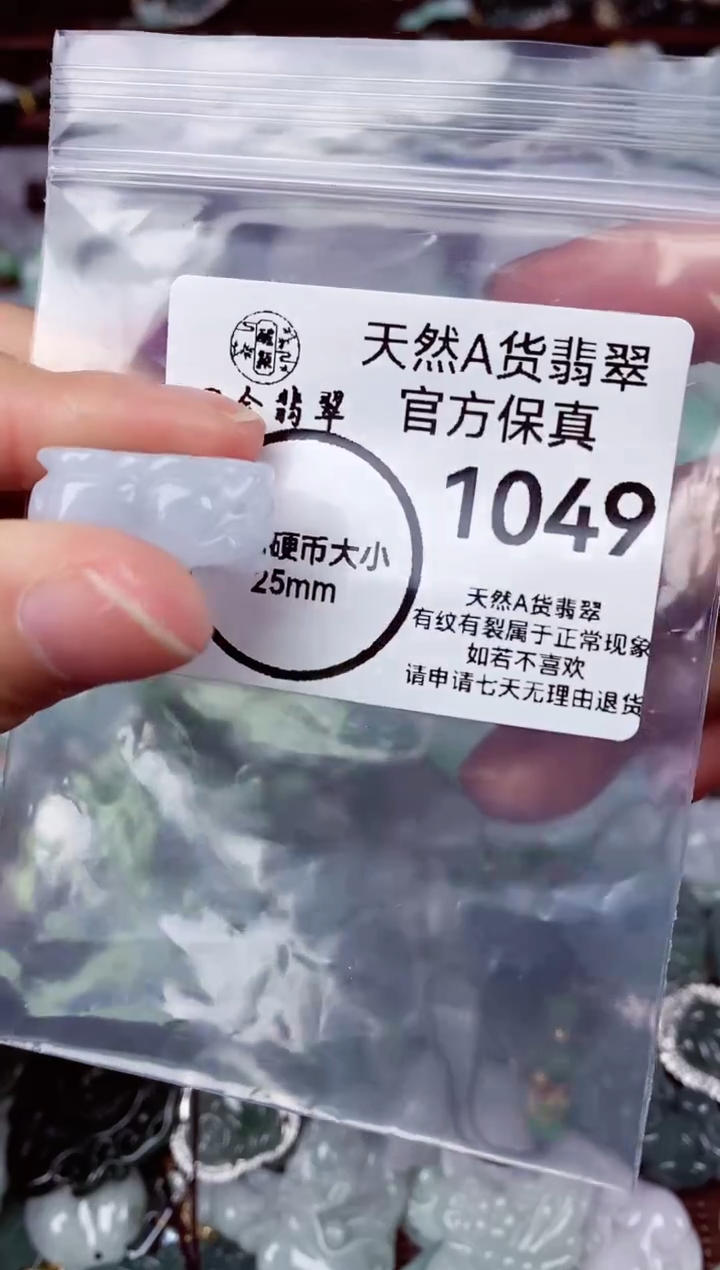 天然A货翡翠
官方保真
翡翠
1049
硬币大小
25mm
天然A货翡翠
有纹有裂属于正常现象
如若不喜欢
请申请七天无理由退货